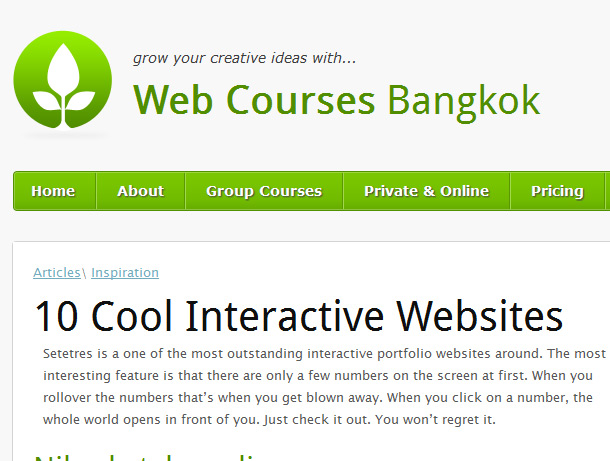 grow your creative ideas with...
Web Courses Bangkok
Home About Group Courses Private & Online Pricing
Articles\ Inspiration
10 Cool Interactive Websites
Setetres is a one of the most outstanding interactive portfolio websites around. The most
interesting feature is that there are only a few numbers on the screen at first. When you
rollover the numbers that’s when you get blown away. When you click on a number, the
whole world opens in front of you. Just check it out. You won’t regret it.